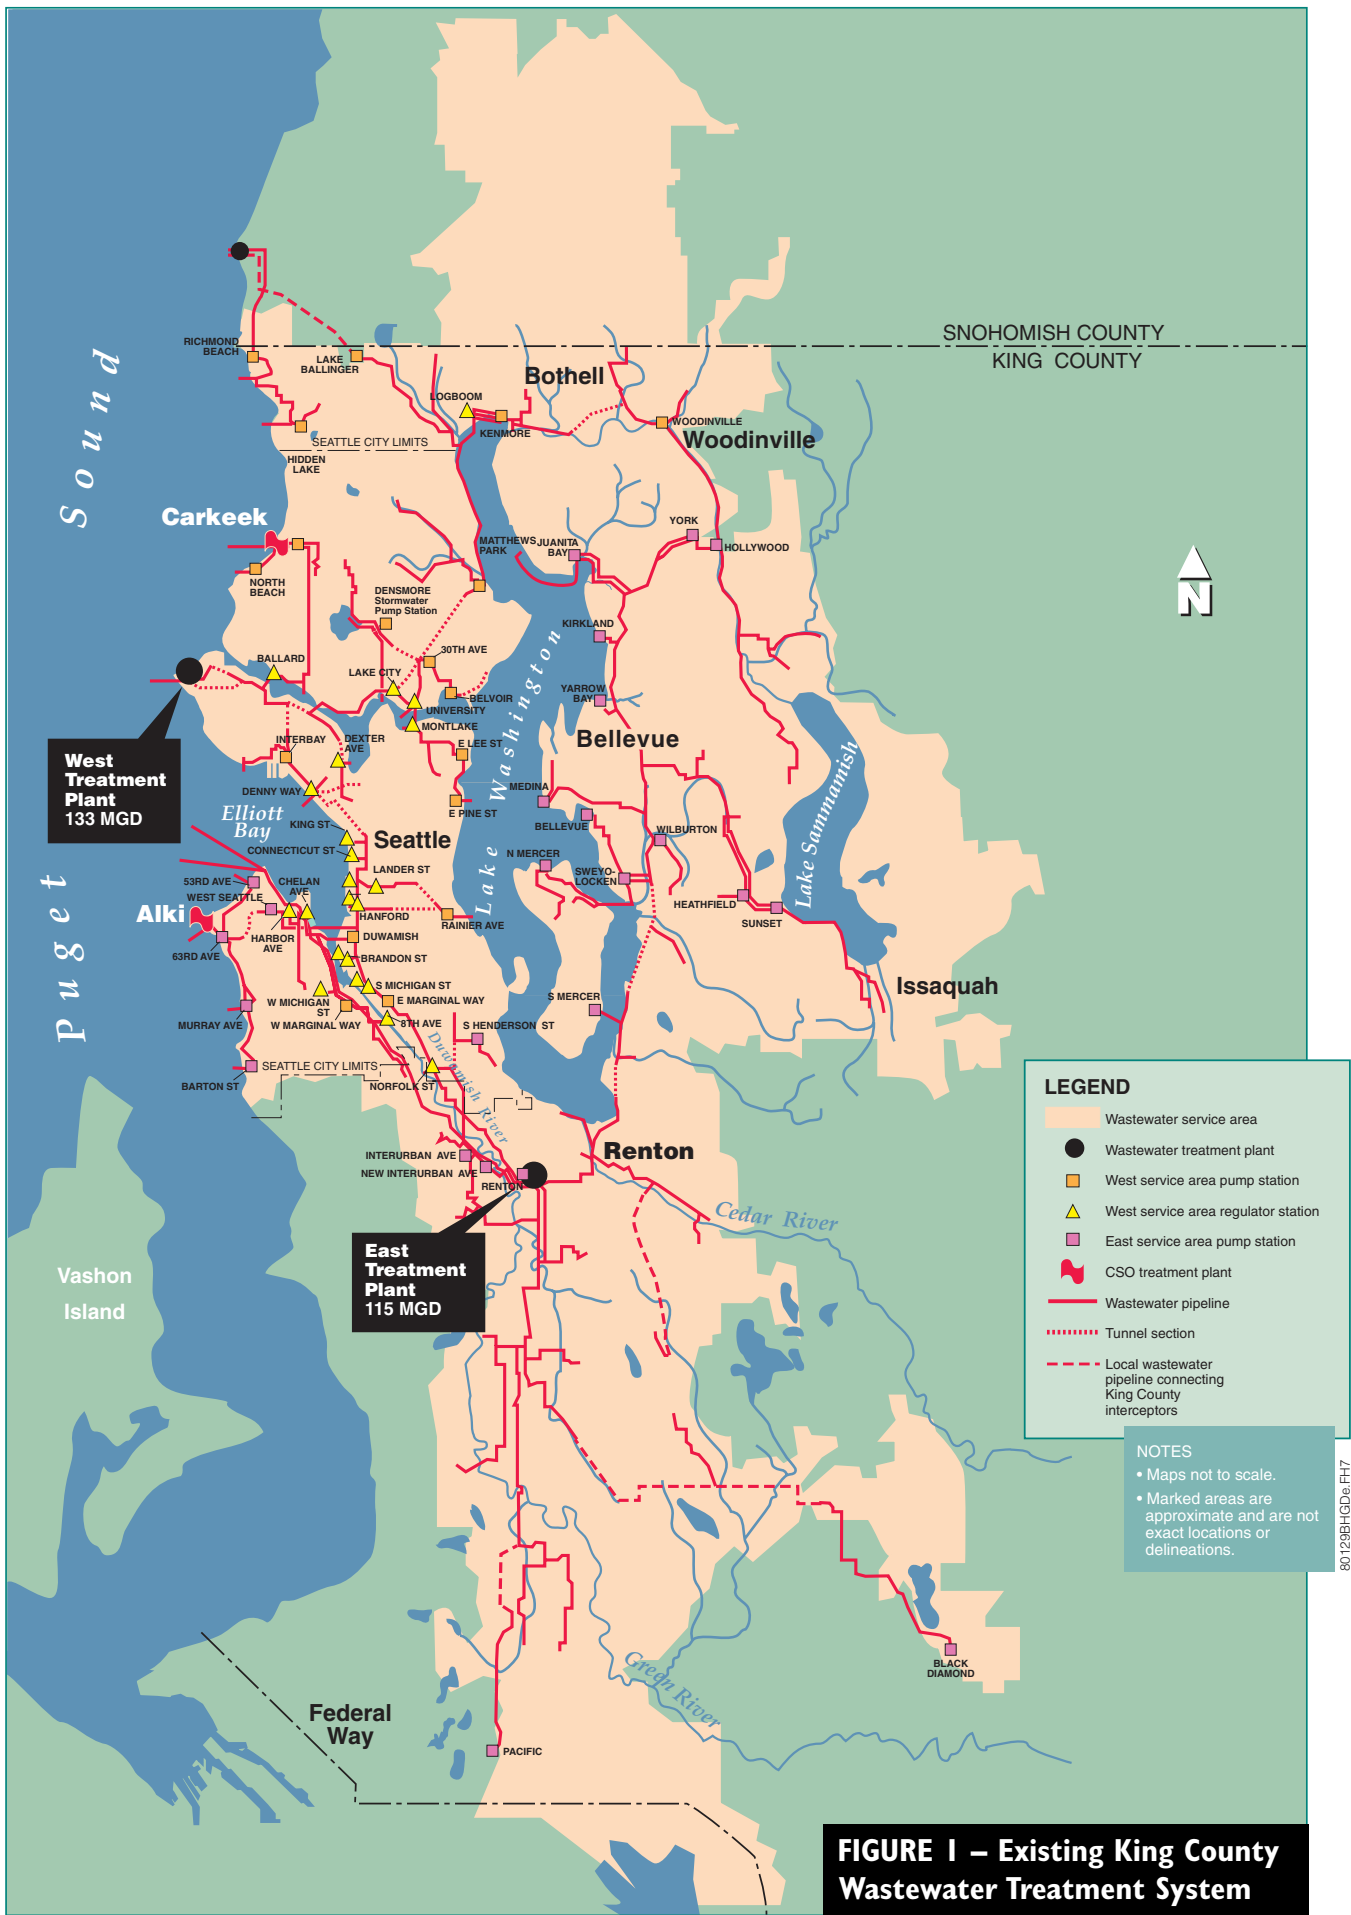 SNOHOMISH COUNTY
KING COUNTY
Puget Sound
RICHMOND
BEACH
LAKE
BALLINGER
Bothell
LOGBOOM
KENMORE
WOODINVILLE
Woodinville
SEATTLE CITY LIMITS
HIDDEN
LAKE
Carkeek
NORTH
BEACH
MATTHEWS
PARK
JUANITA
BAY
YORK
HOLLYWOOD
N
DENSMORE
Stormwater
Pump Station
KIRKLAND
BALLARD
30TH AVE
LAKE CITY
BELVOIR
UNIVERSITY
MONTLAKE
YARROW
BAY
Lake Washington
Bellevue
INTERBAY
DEXTER
AVE
E LEE ST
West
Treatment
Plant
133 MGD
DENNY WAY
MEDINA
E PINE ST
Elliott
Bay
KING ST
BELLEVUE
WILBURTON
Seattle
CONNECTICUT ST
N MERCER
Lake Sammamish
LANDER ST
53RD AVE
CHELAN
AVE
SWEYO-
LOCKEN
WEST SEATTLE
HEATHFIELD
SUNSET
Alki
HANFORD
RAINIER AVE
HARBOR
AVE
DUWAMISH
63RD AVE
BRANDON ST
Issaquah
S MICHIGAN ST
W MICHIGAN
ST
E MARGINAL WAY
S MERCER
MURRAY AVE
W MARGINAL WAY
8TH AVE
S HENDERSON ST
Duwamish River
SEATTLE CITY LIMITS
BARTON ST
NORFOLK ST
INTERURBAN AVE
NEW INTERURBAN AVE
RENTON
Renton
Cedar River
East
Treatment
Plant
115 MGD
Vashon
Island
LEGEND
Wastewater service area
Wastewater treatment plant
West service area pump station
West service area regulator station
East service area pump station
CSO treatment plant
Wastewater pipeline
Tunnel section
Local wastewater
pipeline connecting
King County
interceptors
NOTES
• Maps not to scale.
• Marked areas are
approximate and are not
exact locations or
delineations.
80129BHGDe.FH7
BLACK
DIAMOND
Green River
Federal
Way
PACIFIC
FIGURE 1 – Existing King County
Wastewater Treatment System